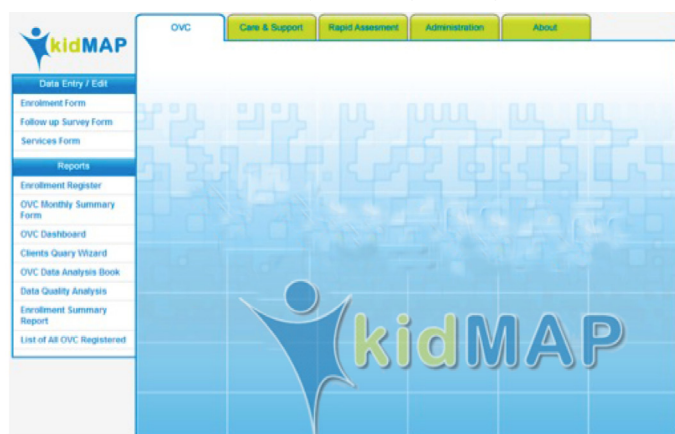 kidMAP
OVC
Care & Support
Rapid Assesment
Administration
About
Data Entry / Edit
Enrolment Form
Follow up Survey Form
Services Form
Reports
Enrollment Register
OVC Monthly Summary
Form
OVC Dashboard
Clients Quary Wizard
OVC Data Analysis Book
Data Quality Analysis
Enrollment Summary
Report
List of All OVC Registered
kidMAP